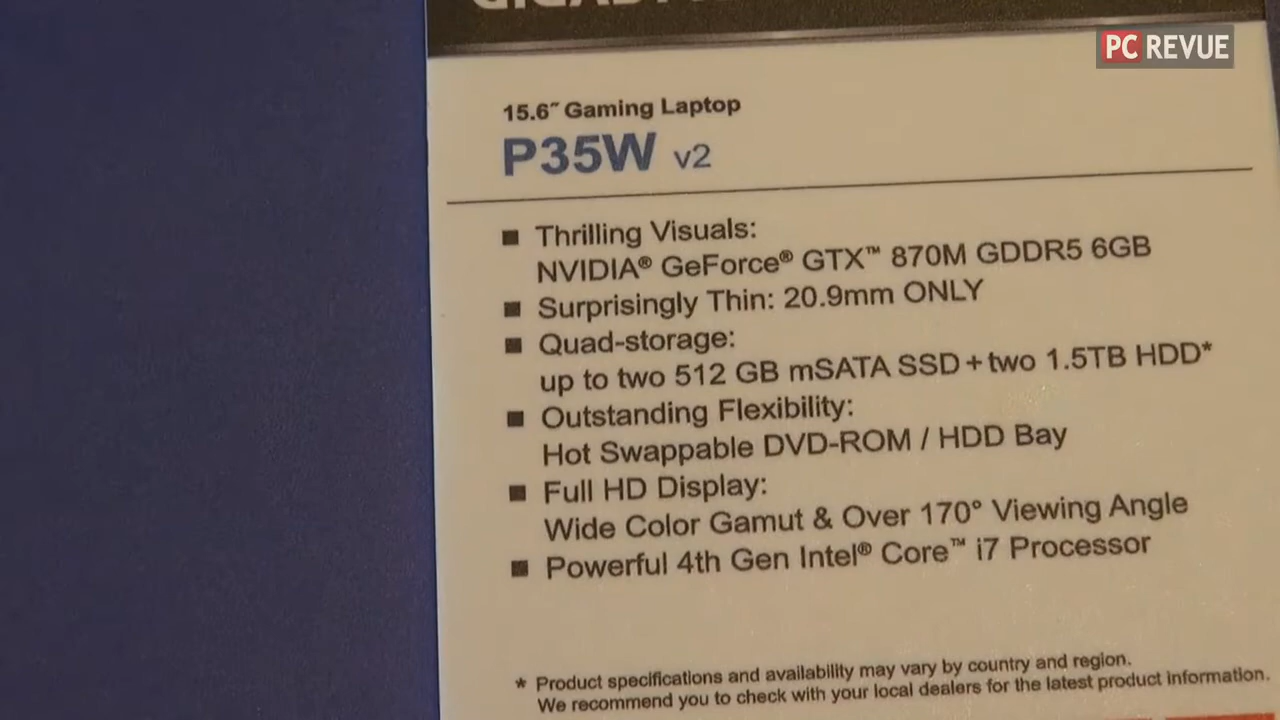 PC REVUE
15.6″ Gaming Laptop
P35W v2
■ Thrilling Visuals:
NVIDIA® GeForce® GTX™ 870M GDDR5 6GB
■ Surprisingly Thin: 20.9mm ONLY
■ Quad-storage:
up to two 512 GB mSATA SSD + two 1.5TB HDD*
■ Outstanding Flexibility:
Hot Swappable DVD-ROM / HDD Bay
■ Full HD Display:
Wide Color Gamut & Over 170° Viewing Angle
■ Powerful 4th Gen Intel® Core™ i7 Processor
* Product specifications and availability may vary by country and region.
We recommend you to check with your local dealers for the latest product information.